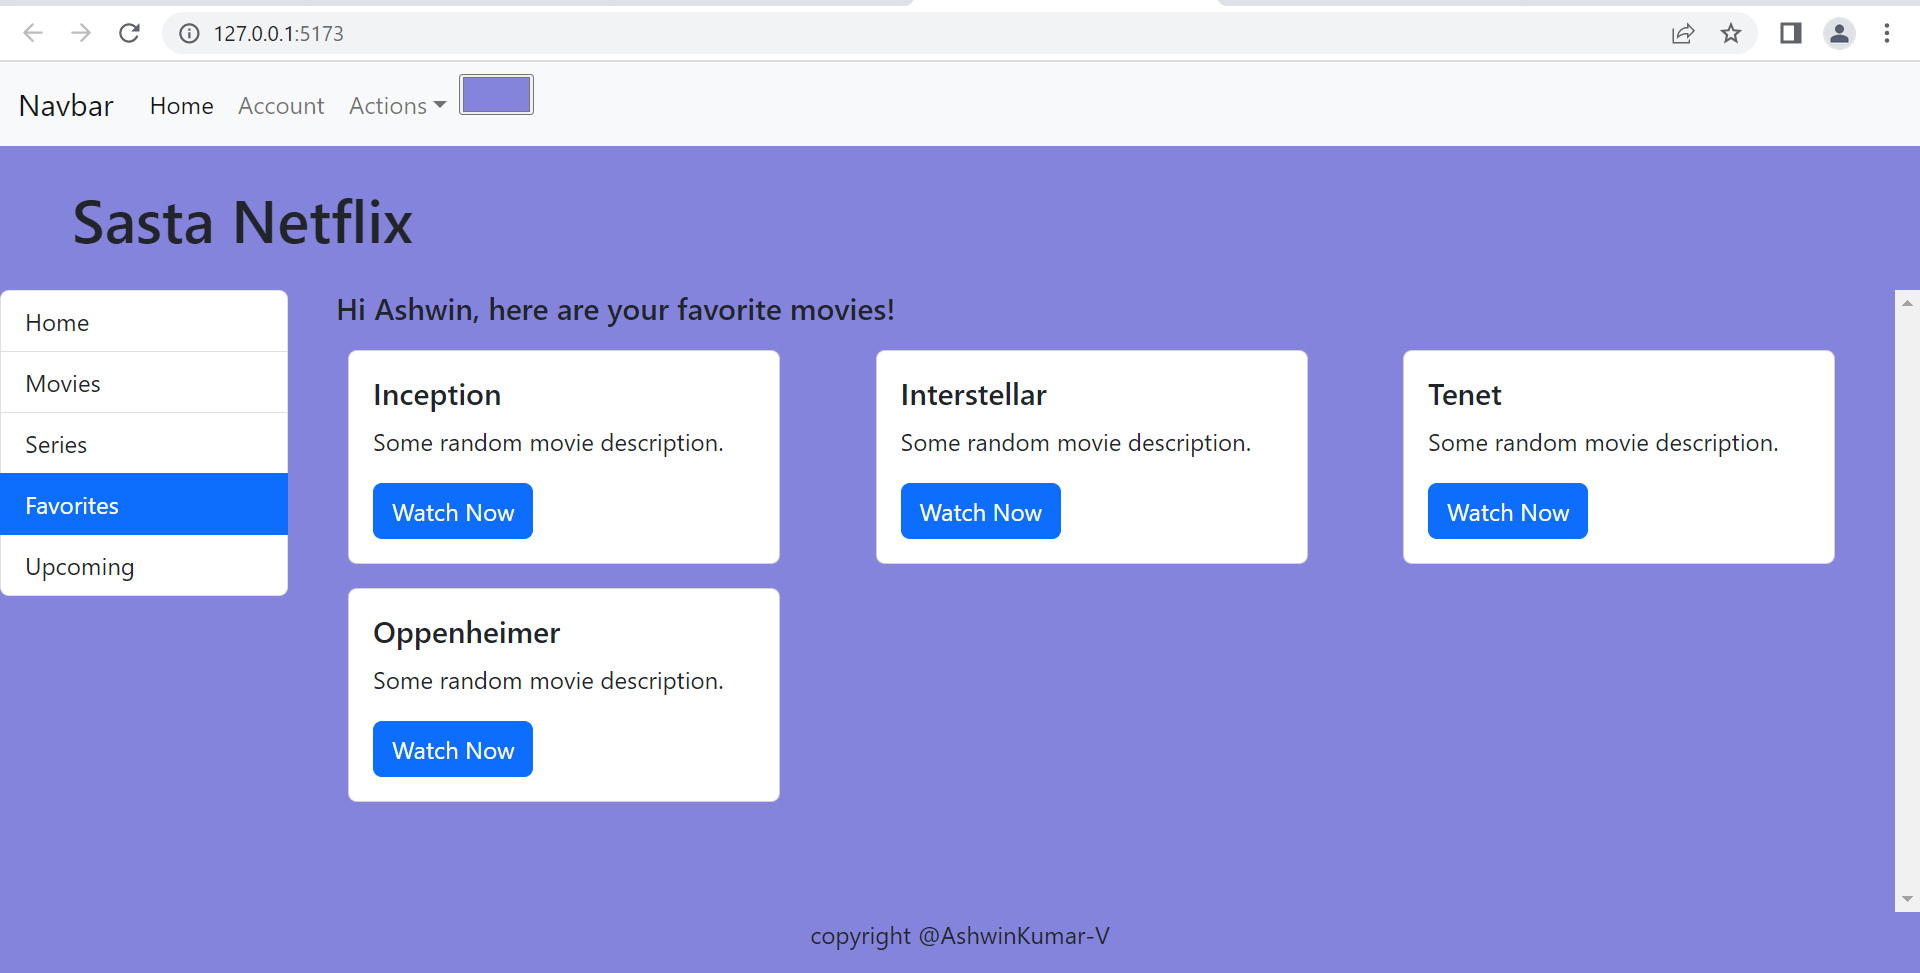 127.0.0.1:5173
Navbar Home Account Actions
Sasta Netflix
Home
Movies
Series
Favorites
Upcoming
Hi Ashwin, here are your favorite movies!
Inception
Some random movie description.
Watch Now
Interstellar
Some random movie description.
Watch Now
Tenet
Some random movie description.
Watch Now
Oppenheimer
Some random movie description.
Watch Now
copyright @AshwinKumar-V